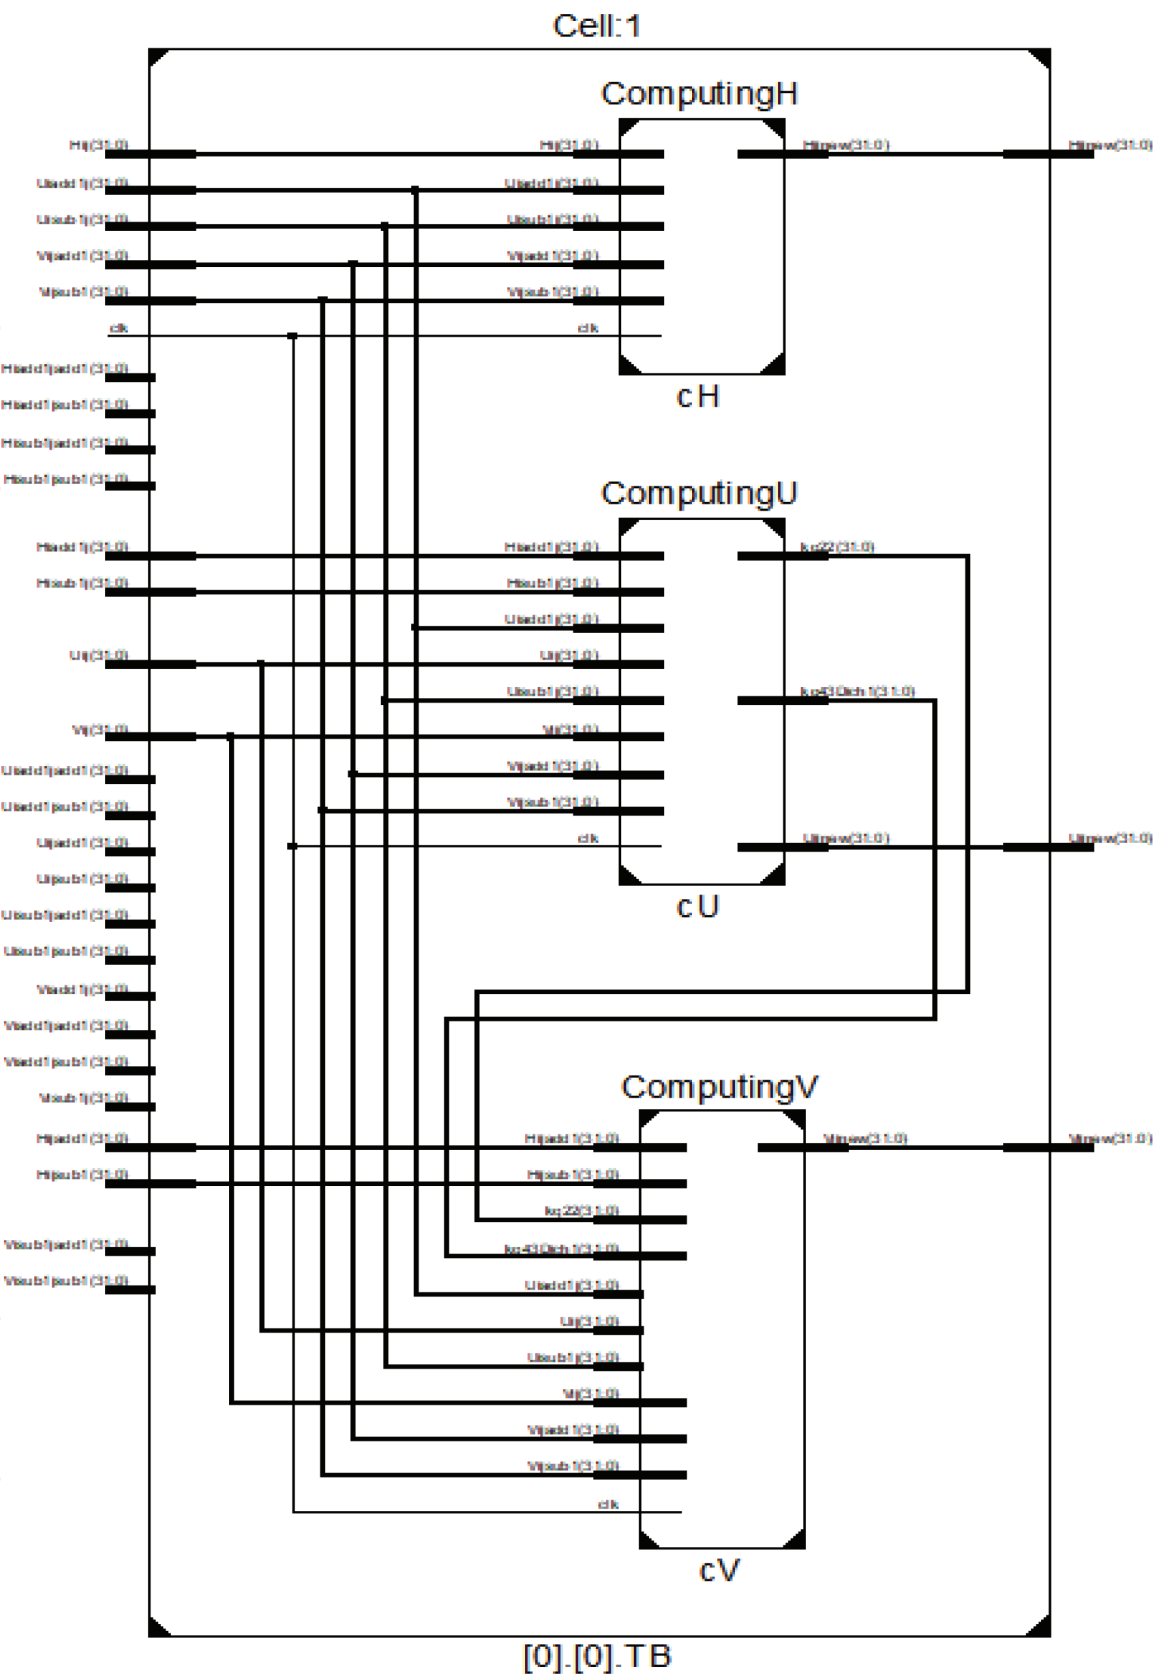 Cell:1
ComputingH
Hij(31:0)
Uiadd1j(31:0)
Uisub1j(31:0)
Vijadd1(31:0)
Vijsub1(31:0)
clk
Hiadd1jadd1(31:0)
Hiadd1jsub1(31:0)
Hisub1jadd1(31:0)
Hisub1jsub1(31:0)
Hiadd1j(31:0)
Hisub1j(31:0)
Uij(31:0)
Vij(31:0)
Uiadd1jadd1(31:0)
Uiadd1jsub1(31:0)
Uijadd1(31:0)
Uijsub1(31:0)
Uisub1jadd1(31:0)
Uisub1jsub1(31:0)
Viadd1j(31:0)
Viadd1jadd1(31:0)
Viadd1jsub1(31:0)
Visub1j(31:0)
Hijadd1(31:0)
Hijsub1(31:0)
Visub1jadd1(31:0)
Visub1jsub1(31:0)
Hij(31:0)
Uiadd1j(31:0)
Uisub1j(31:0)
Vijadd1(31:0)
Vijsub1(31:0)
clk
Hijnew(31:0)
Hijnew(31:0)
cH
ComputingU
Hiadd1j(31:0)
Hisub1j(31:0)
Uiadd1j(31:0)
Uij(31:0)
Uisub1j(31:0)
Vij(31:0)
Vijadd1(31:0)
Vijsub1(31:0)
clk
kq22(31:0)
kq43Dich1(31:0)
Uijnew(31:0)
Uijnew(31:0)
cU
ComputingV
Hijadd1(31:0)
Hijsub1(31:0)
kq22(31:0)
kq43Dich1(31:0)
Uiadd1j(31:0)
Uij(31:0)
Uisub1j(31:0)
Vij(31:0)
Vijadd1(31:0)
Vijsub1(31:0)
clk
Vijnew(31:0)
Vijnew(31:0)
cV
[0].[0].TB